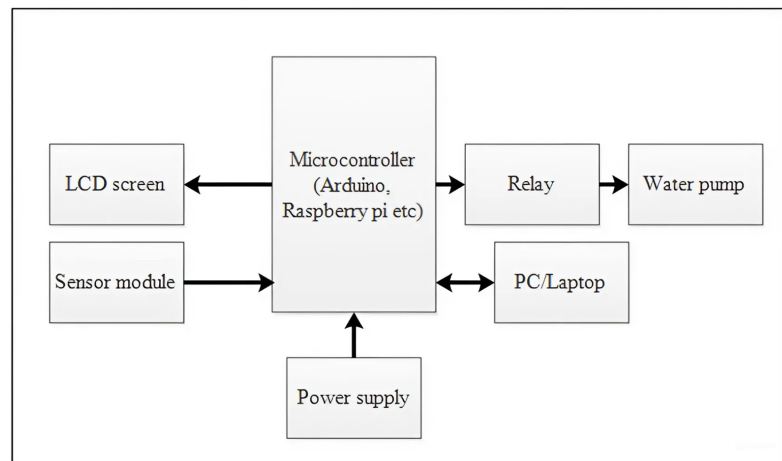 LCD screen
Microcontroller
(Arduino,
Raspberry pi etc)
Relay
Water pump
Sensor module
PC/Laptop
Power supply